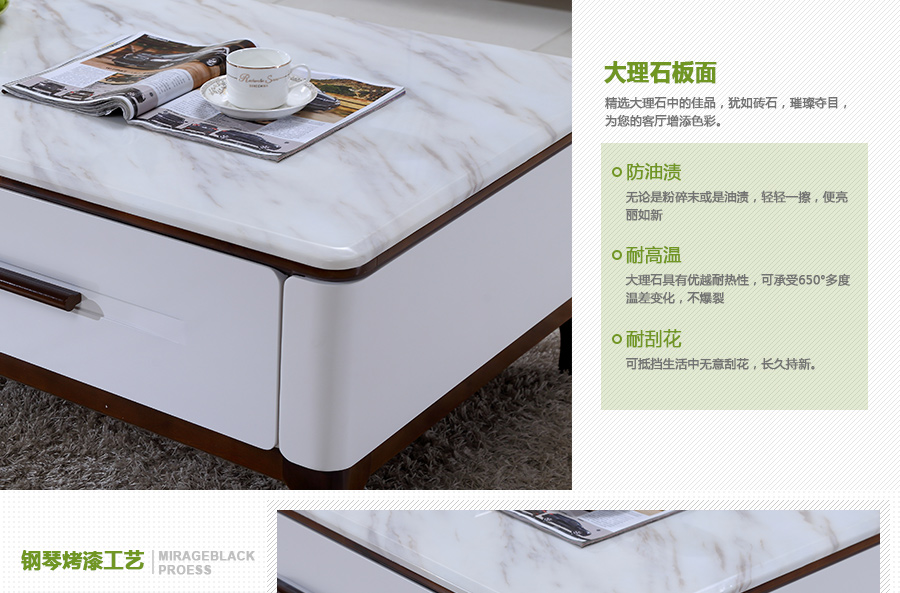 大理石板面
精选大理石中的佳品，犹如砖石，璀璨夺目，
为您的客厅增添色彩。
防油渍
无论是粉碎末或是油渍，轻轻一擦，便亮
丽如新
耐高温
大理石具有优越耐热性，可承受650°多度
温差变化，不爆裂
耐刮花
可抵挡生活中无意刮花，长久持新。
钢琴烤漆工艺
MIRAGEBLACK
PROESS